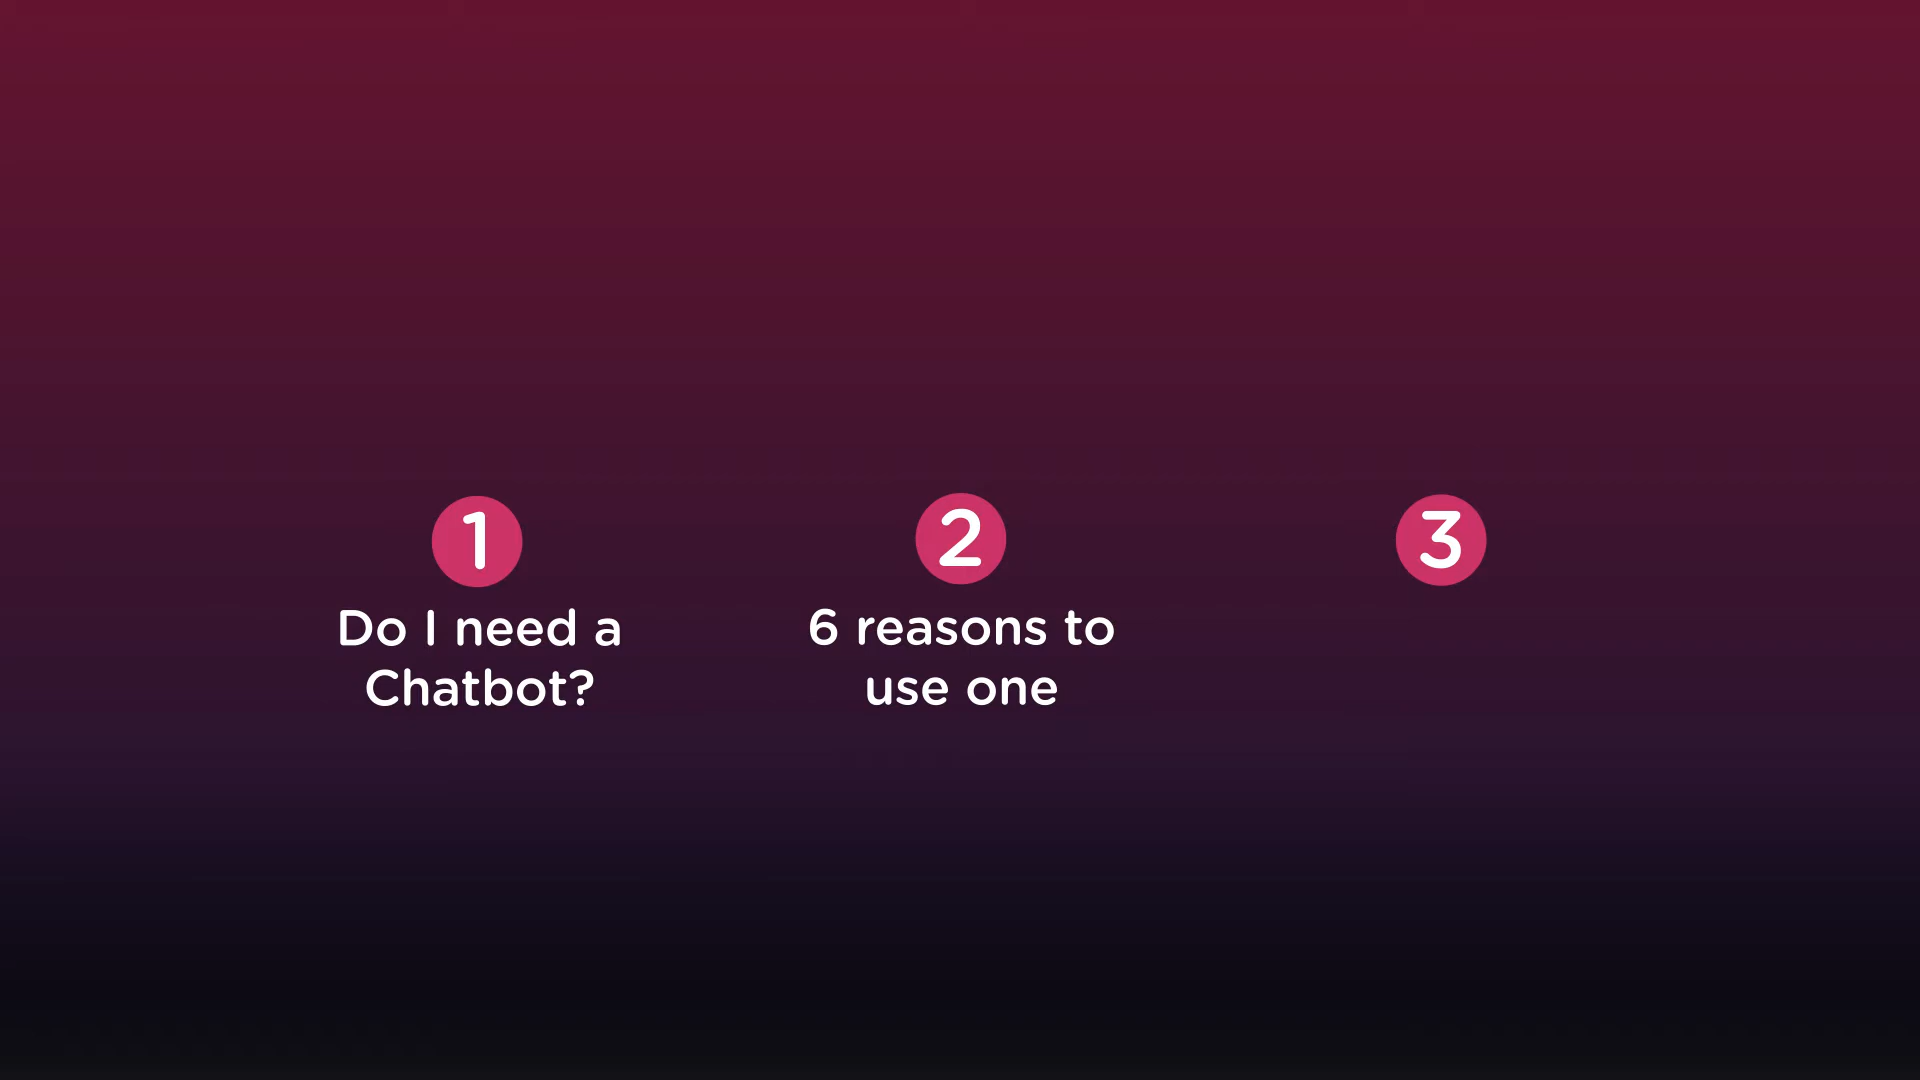 1
Do I need a
Chatbot?
2
6 reasons to
use one
3